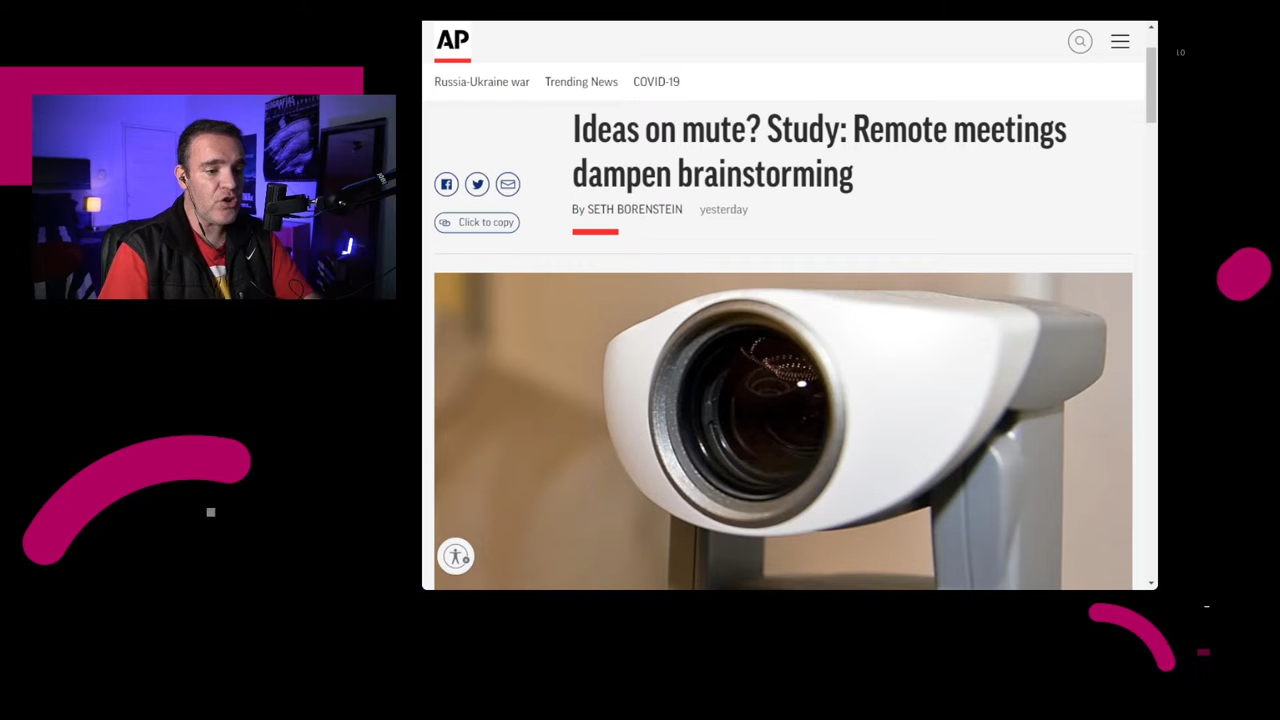 AP
Russia-Ukraine war Trending News COVID-19
Ideas on mute? Study: Remote meetings
dampen brainstorming
By SETH BORENSTEIN yesterday
Click to copy